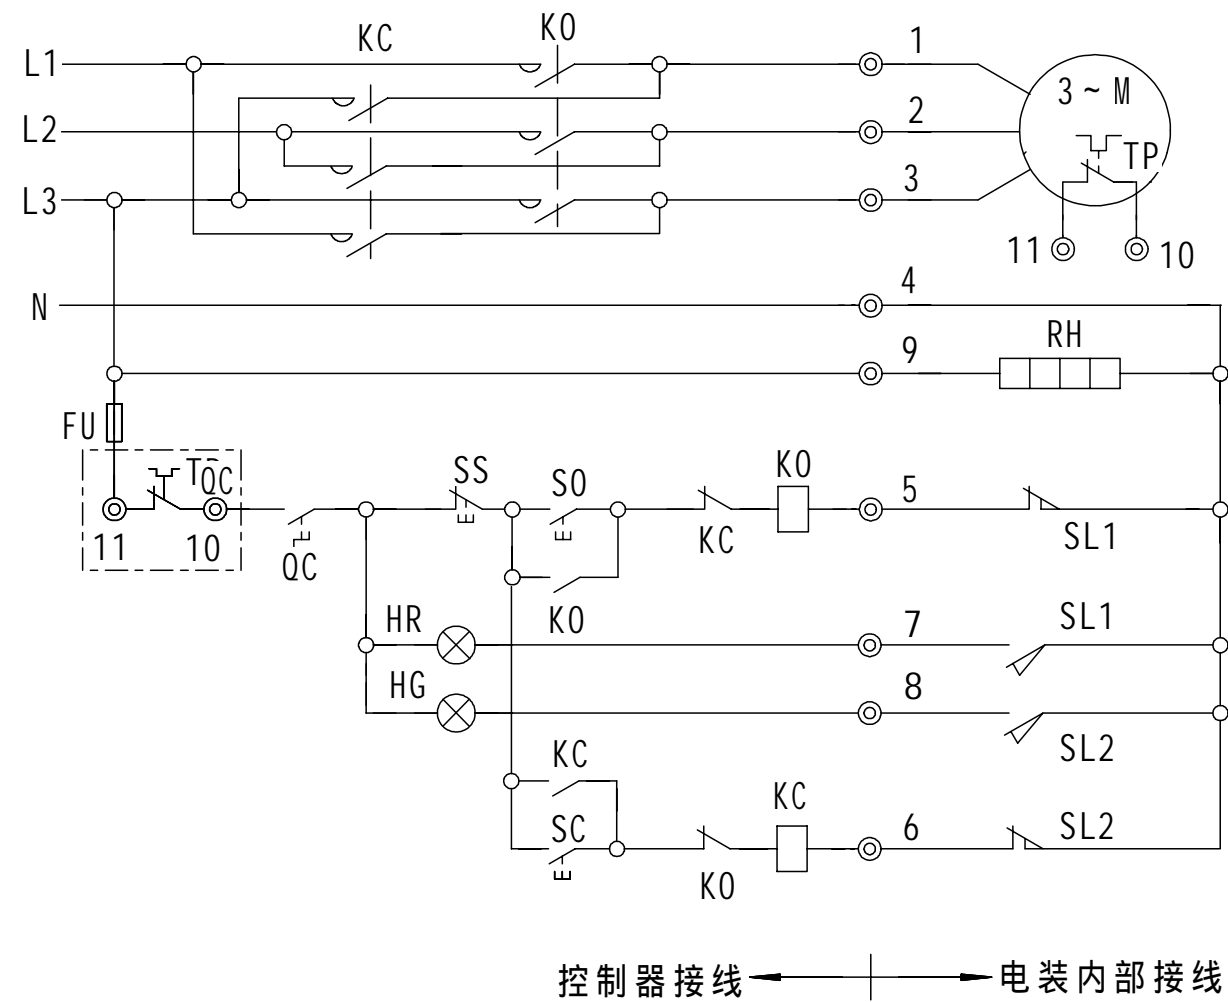 KC KO
L1 1
3~M
L2 2
TP
L3 3
11 10
N 4
9 RH
FU
QC SS SO KO 5
11 10 QC KC SL1
HR KO 7 SL1
HG 8
KC SL2
SC KC 6 SL2
KO
控制器接线 电装内部接线